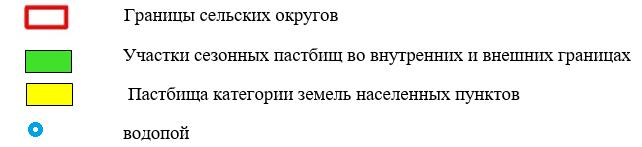 Границы сельских округов
Участки сезонных пастбищ во внутренних и внешних границах
Пастбища категории земель населенных пунктов
водопой